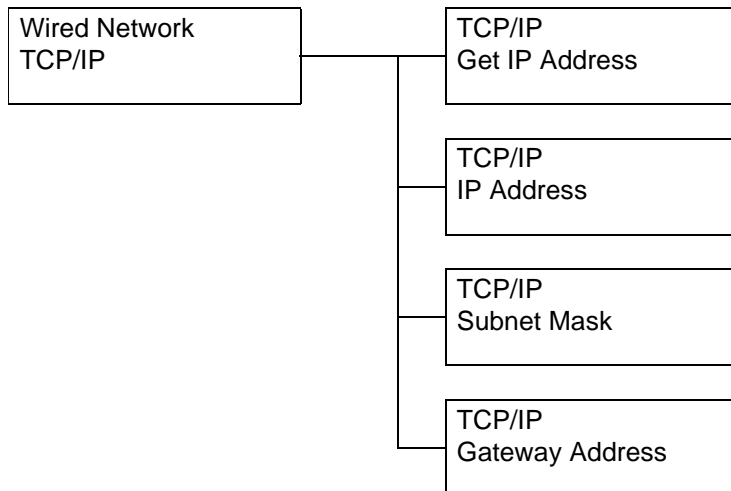 Wired Network
TCP/IP
TCP/IP
Get IP Address
TCP/IP
IP Address
TCP/IP
Subnet Mask
TCP/IP
Gateway Address